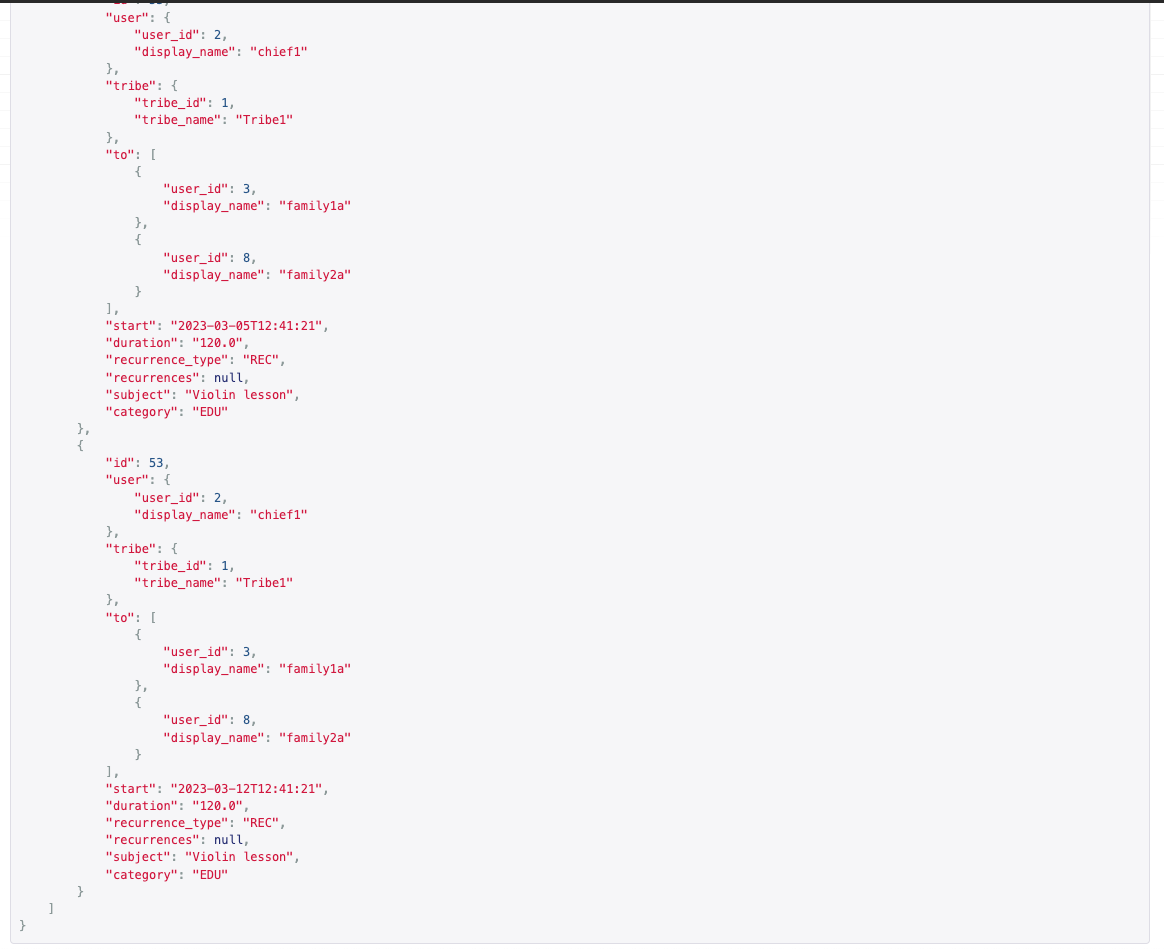 "user": {
            "user_id": 2,
            "display_name": "chief1"
        },
        "tribe": {
            "tribe_id": 1,
            "tribe_name": "Tribe1"
        },
        "to": [
            {
                "user_id": 3,
                "display_name": "family1a"
            },
            {
                "user_id": 8,
                "display_name": "family2a"
            }
        ],
        "start": "2023-03-05T12:41:21",
        "duration": "120.0",
        "recurrence_type": "REC",
        "recurrences": null,
        "subject": "Violin lesson",
        "category": "EDU"
    },
    {
        "id": 53,
        "user": {
            "user_id": 2,
            "display_name": "chief1"
        },
        "tribe": {
            "tribe_id": 1,
            "tribe_name": "Tribe1"
        },
        "to": [
            {
                "user_id": 3,
                "display_name": "family1a"
            },
            {
                "user_id": 8,
                "display_name": "family2a"
            }
        ],
        "start": "2023-03-12T12:41:21",
        "duration": "120.0",
        "recurrence_type": "REC",
        "recurrences": null,
        "subject": "Violin lesson",
        "category": "EDU"
    }
  ]
}